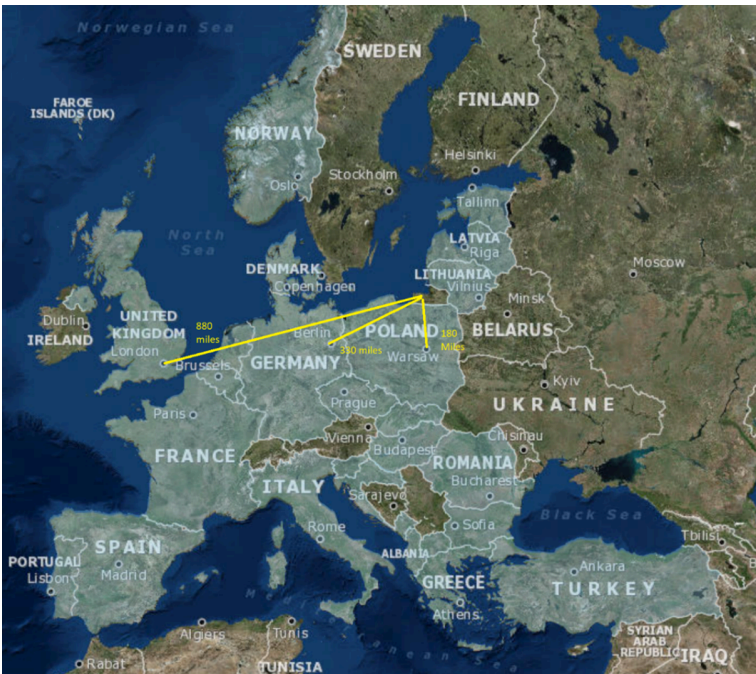 Norwegian Sea
SWEDEN
FAROE
ISLANDS (DK)
FINLAND
NORWAY
Helsinki
Oslo
Stockholm
Tallinn
North
Sea
LATVIA
Riga
DENMARK
Copenhagen
LITHUANIA
Vilnius
Moscow
Minsk
Dublin
IRELAND
UNITED
KINGDOM
London
880
miles
Berlin
POLAND
180
Miles
BELARUS
330 miles
Warsaw
Brussels
GERMANY
Kyiv
Prague
UKRAINE
Paris
Vienna
Budapest
Chisinau
FRANCE
ROMANIA
ITALY
Bucharest
Sarajevo
Black Sea
Rome
Sofia
Tbilisi
SPAIN
ALBANIA
PORTUGAL
Lisbon
Madrid
GREECE
Ankara
TURKEY
Athens
Algiers
Tunis
SYRIAN
ARAB
REPUBLIC
IRAQ
Rabat
TUNISIA